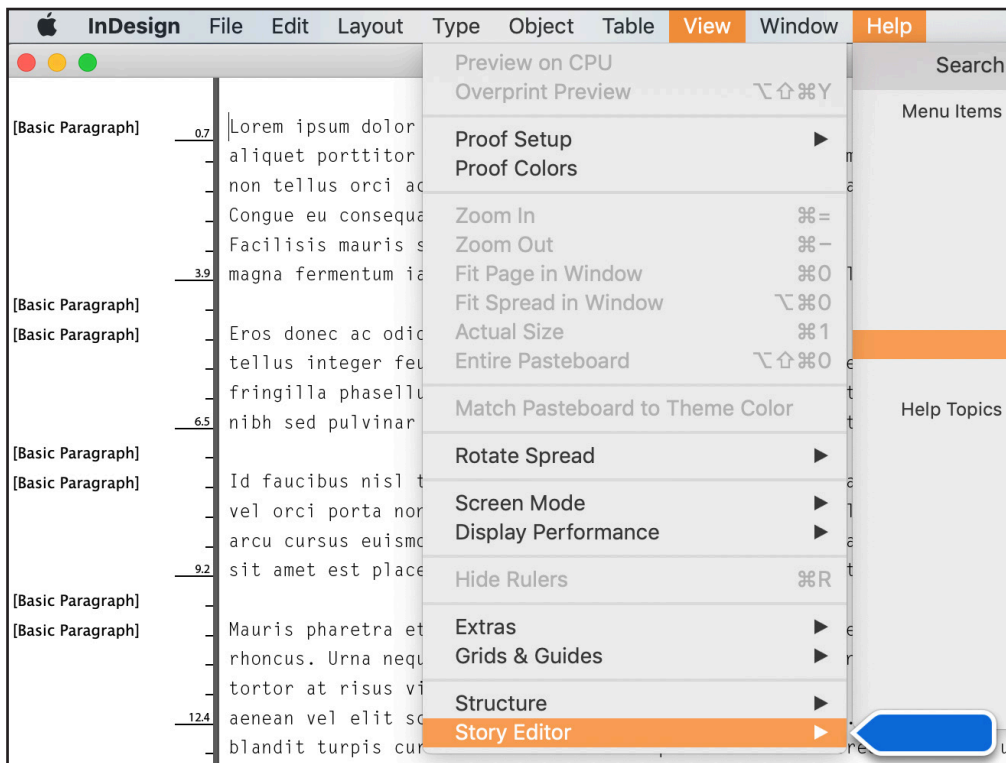 InDesign File Edit Layout Type Object Table View Window Help
Search
Menu Items
Help Topics
Preview on CPU
Overprint Preview ⌥⇧⌘Y
Proof Setup ▶
Proof Colors
Zoom In ⌘=
Zoom Out ⌘−
Fit Page in Window ⌘0
Fit Spread in Window ⌥⌘0
Actual Size ⌘1
Entire Pasteboard ⌥⇧⌘0
Match Pasteboard to Theme Color
Rotate Spread ▶
Screen Mode ▶
Display Performance ▶
Hide Rulers ⌘R
Extras ▶
Grids & Guides ▶
Structure ▶
Story Editor ▶
[Basic Paragraph] 0.7 Lorem ipsum dolor
aliquet porttitor
non tellus orci ac
Congue eu consequa
Facilisis mauris s
3.9 magna fermentum ia
[Basic Paragraph]
[Basic Paragraph] Eros donec ac odio
tellus integer feu
fringilla phasellu
6.5 nibh sed pulvinar
[Basic Paragraph]
[Basic Paragraph] Id faucibus nisl t
vel orci porta non
arcu cursus euismo
9.2 sit amet est place
[Basic Paragraph]
[Basic Paragraph] Mauris pharetra et
rhoncus. Urna nequ
tortor at risus vi
12.4 aenean vel elit sc
blandit turpis cur